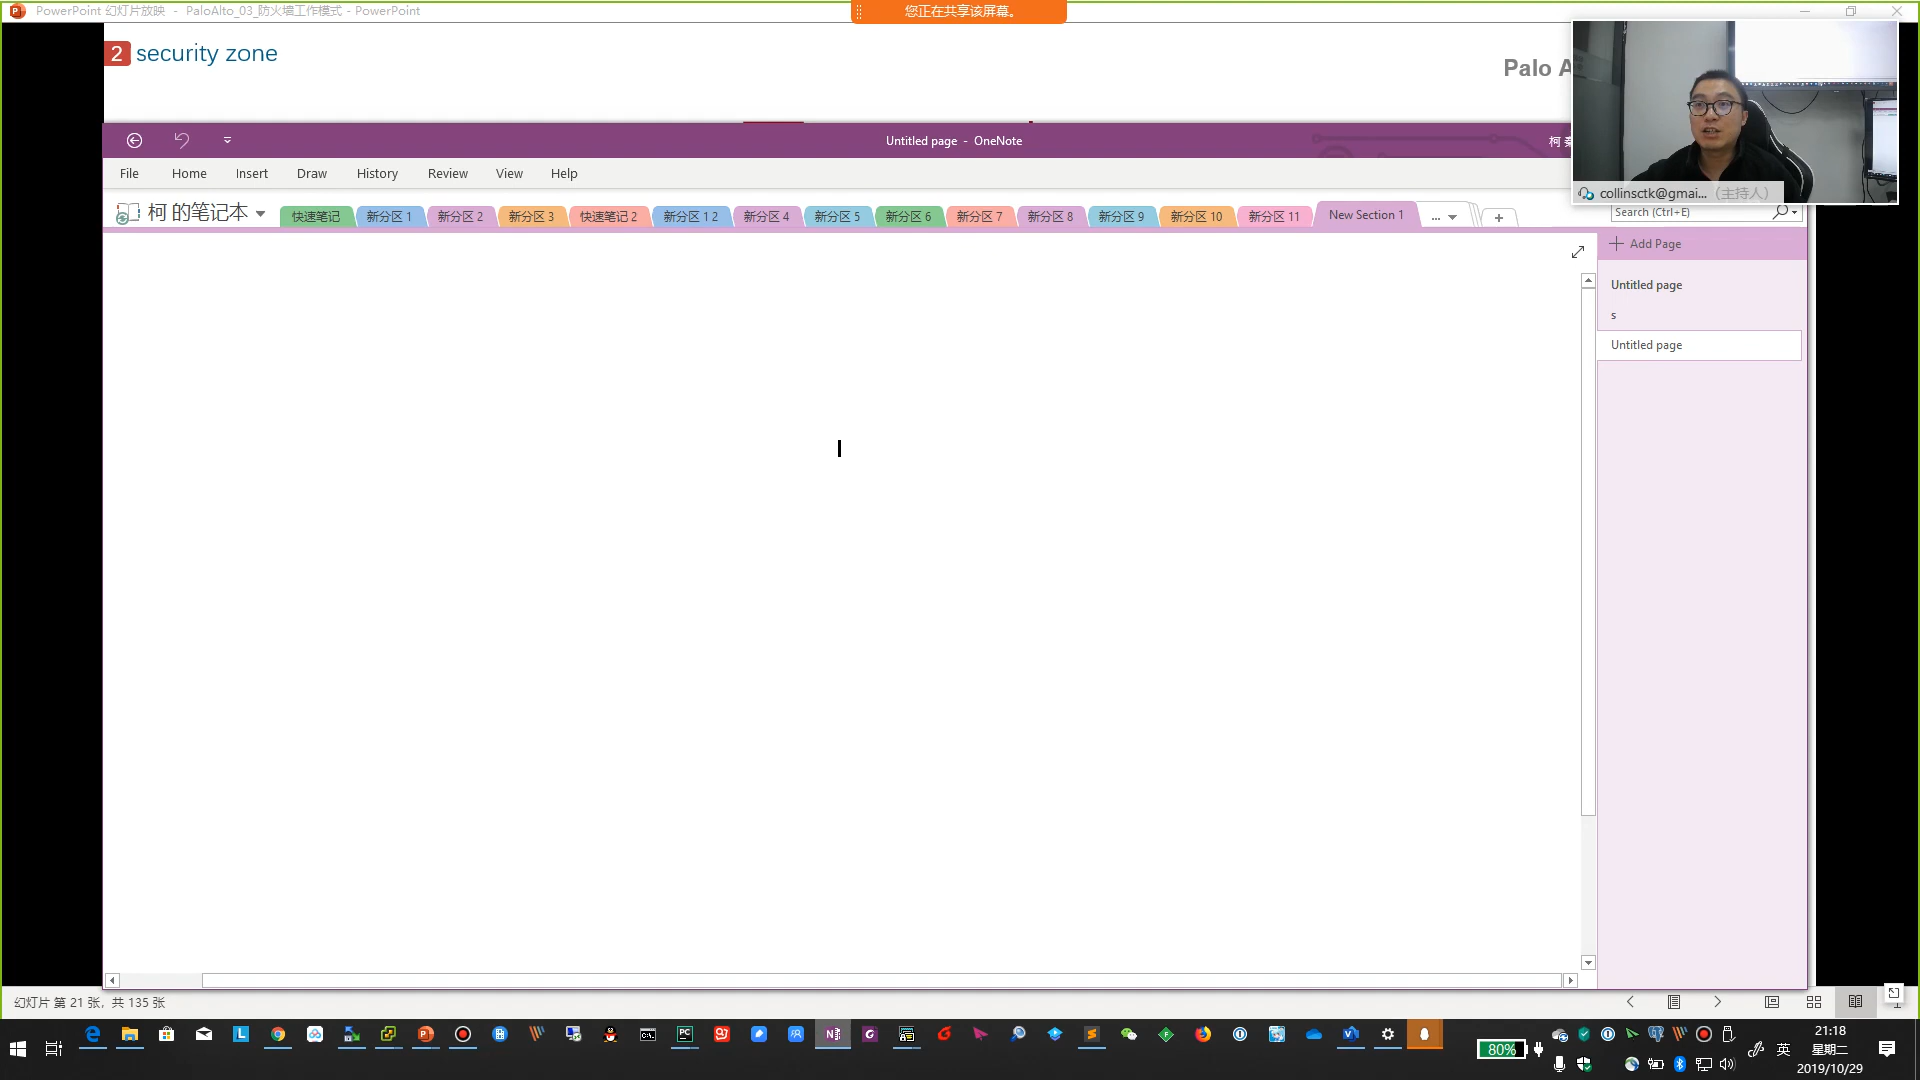 PowerPoint 幻灯片放映 - PaloAlto_03_防火墙工作模式 - PowerPoint
您正在共享该屏幕。
2 security zone
Palo A
Untitled page - OneNote
柯
File Home Insert Draw History Review View Help
collinsctk@gmai... (主持人)
柯 的笔记本
快速笔记 新分区 1 新分区 2 新分区 3 快速笔记 2 新分区 1 2 新分区 4 新分区 5 新分区 6 新分区 7 新分区 8 新分区 9 新分区 10 新分区 11 New Section 1 ...
Search (Ctrl+E)
Add Page
Untitled page
s
Untitled page
幻灯片 第 21 张，共 135 张
80%
英
21:18
星期二
2019/10/29